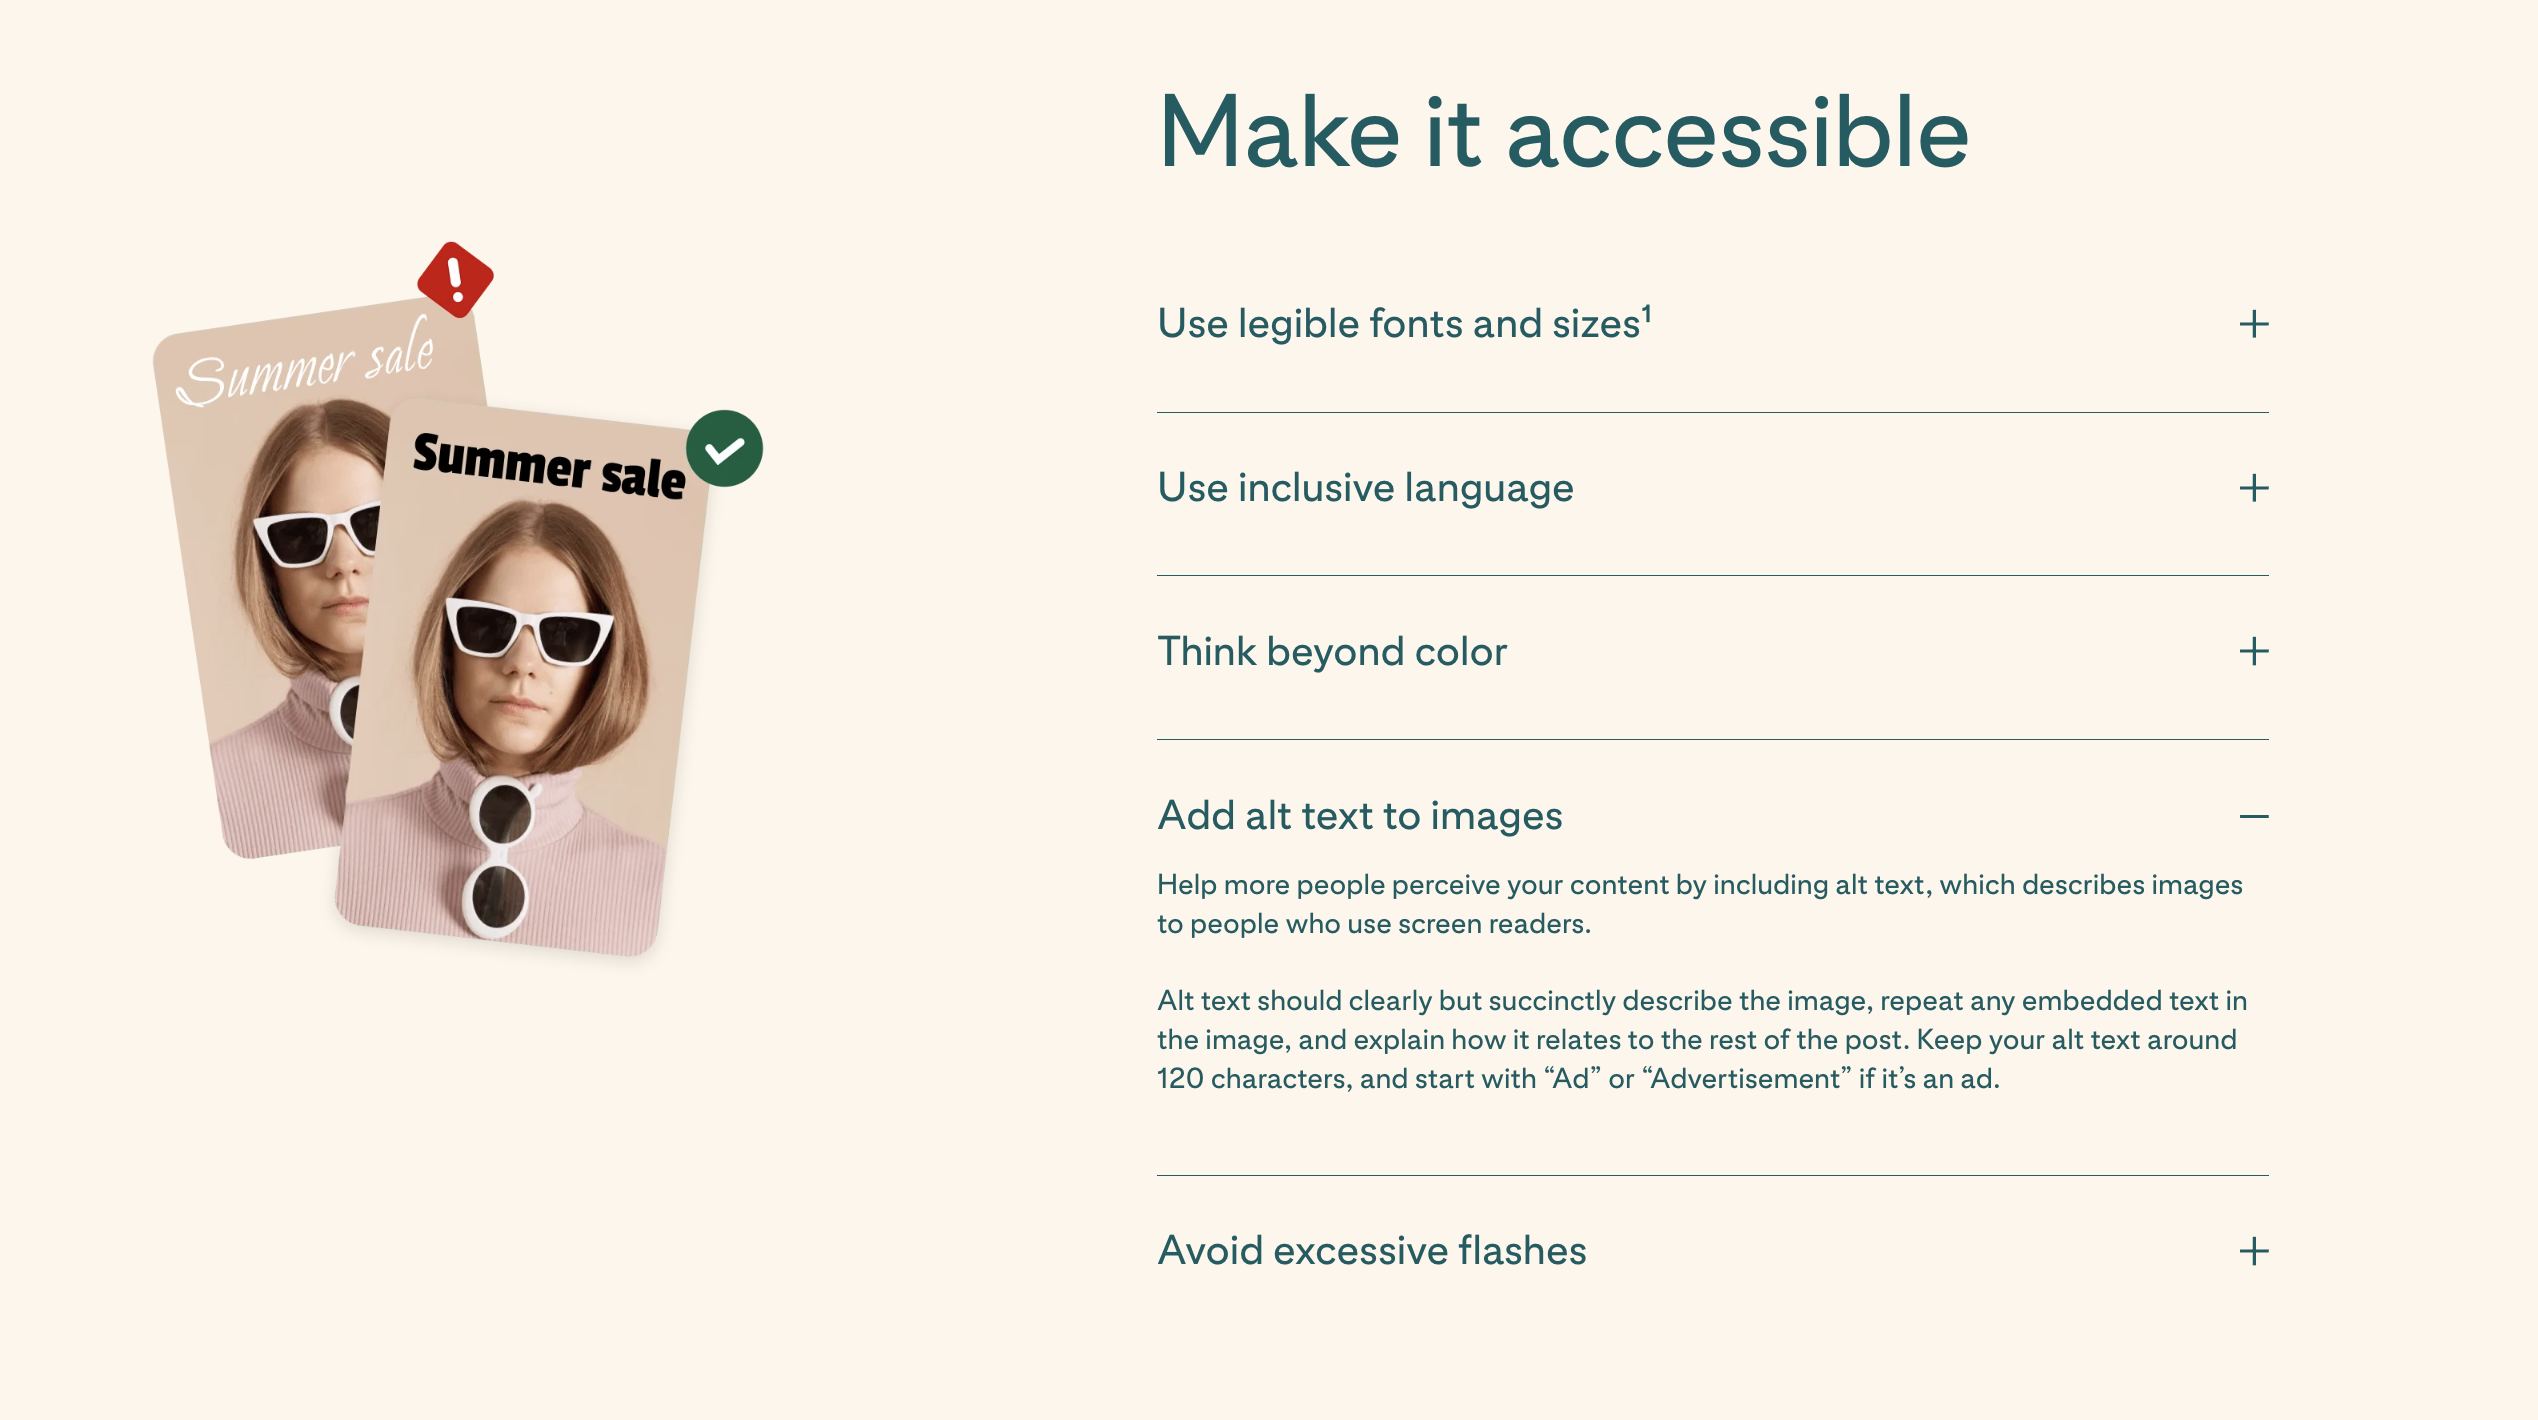 Summer sale
Summer sale
Make it accessible
Use legible fonts and sizes¹
Use inclusive language
Think beyond color
Add alt text to images
Help more people perceive your content by including alt text, which describes images
to people who use screen readers.
Alt text should clearly but succinctly describe the image, repeat any embedded text in
the image, and explain how it relates to the rest of the post. Keep your alt text around
120 characters, and start with “Ad” or “Advertisement” if it’s an ad.
Avoid excessive flashes